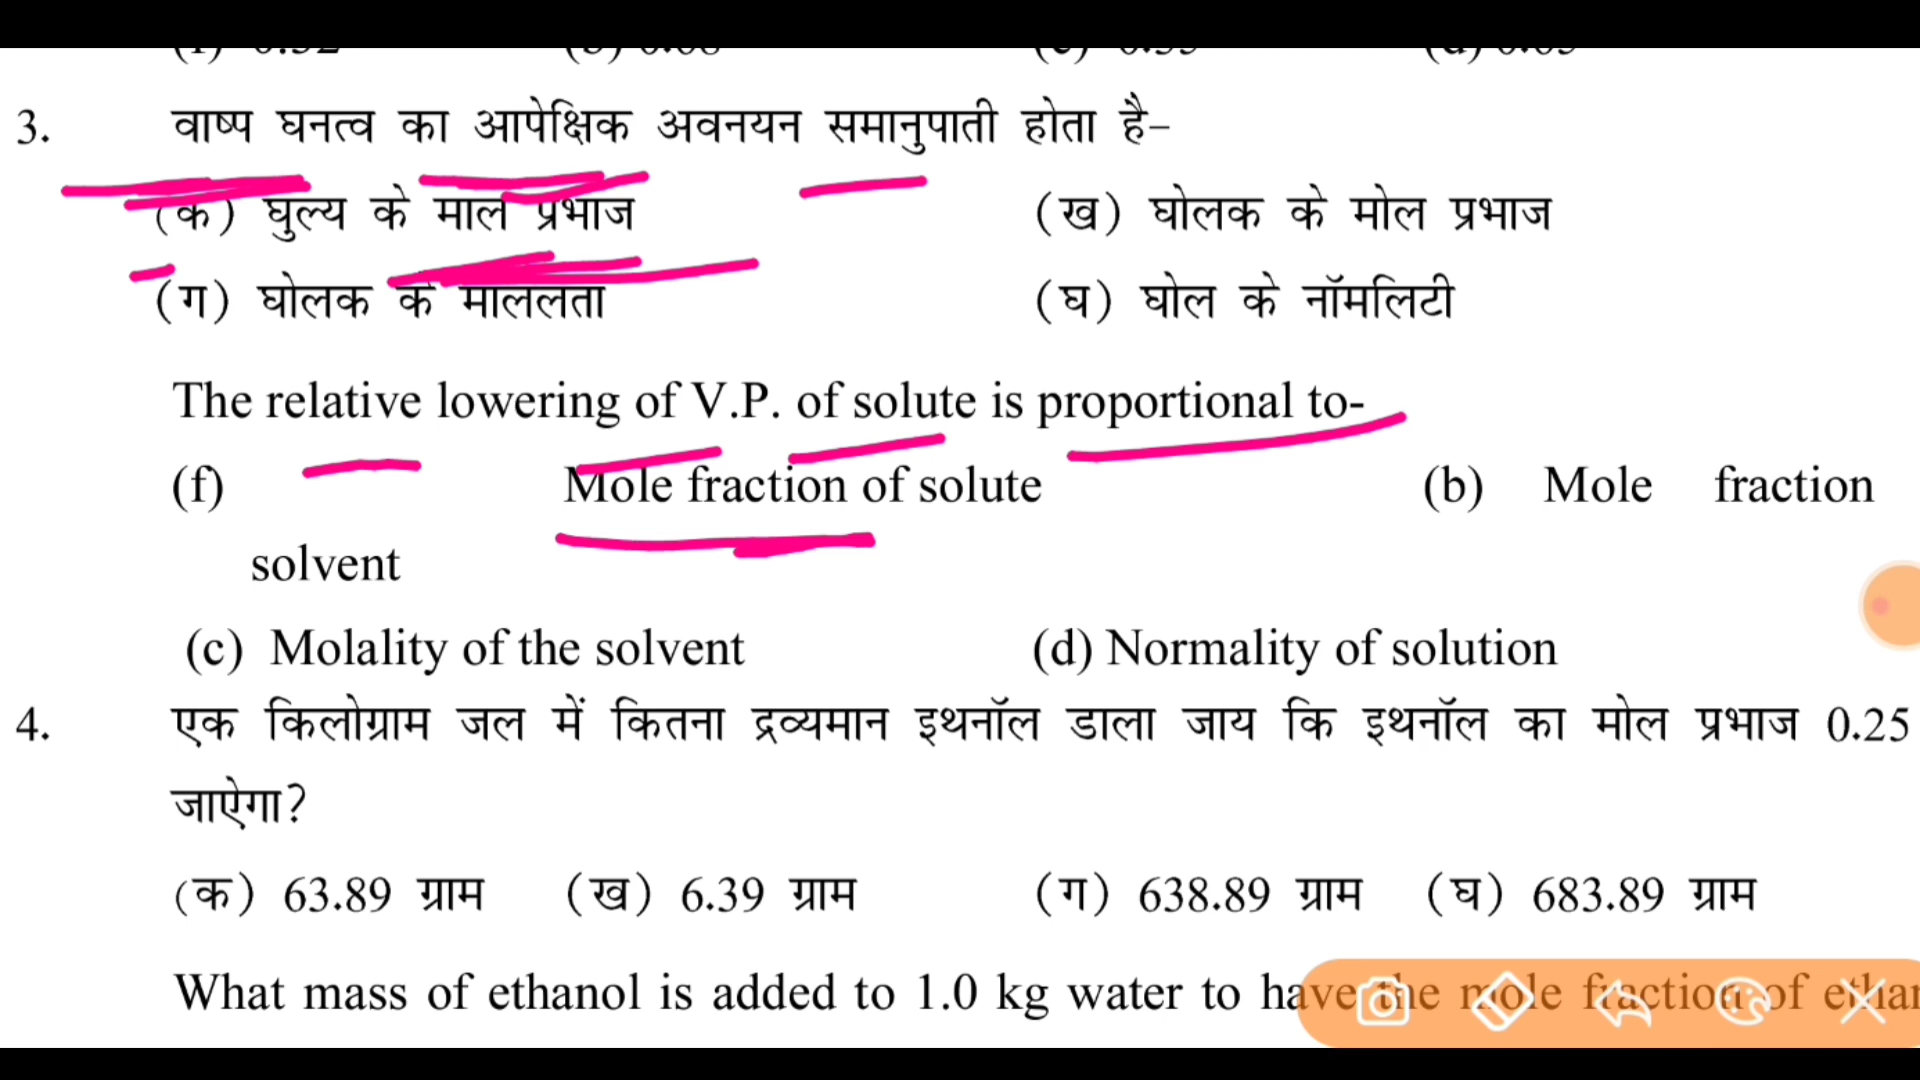 3. वाष्प घनत्व का आपेक्षिक अवनयन समानुपाती होता है–
(क) घुल्य के मोल प्रभाज (ख) घोलक के मोल प्रभाज
(ग) घोलक के मोललता (घ) घोल के नॉमलिटी
The relative lowering of V.P. of solute is proportional to-
(f) Mole fraction of solute (b) Mole fraction
solvent
(c) Molality of the solvent (d) Normality of solution
4. एक किलोग्राम जल में कितना द्रव्यमान इथनॉल डाला जाय कि इथनॉल का मोल प्रभाज 0.25
जाऐगा?
(क) 63.89 ग्राम (ख) 6.39 ग्राम (ग) 638.89 ग्राम (घ) 683.89 ग्राम
What mass of ethanol is added to 1.0 kg water to have the mole fraction of